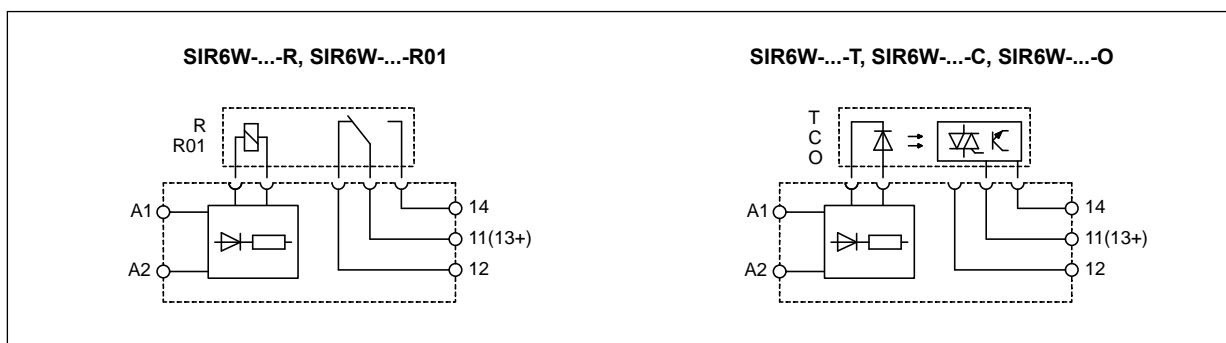 SIR6W-...-R, SIR6W-...-R01
R
R01
A1
A2
14
11(13+)
12
SIR6W-...-T, SIR6W-...-C, SIR6W-...-O
T
C
O
A1
A2
14
11(13+)
12